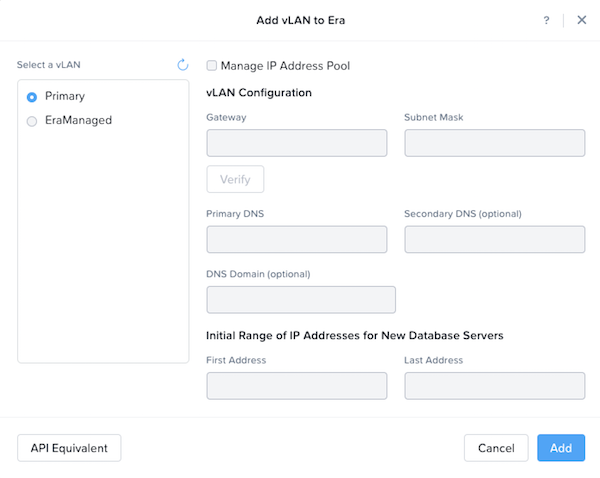 Add vLAN to Era
?
Select a vLAN
Primary
EraManaged
Manage IP Address Pool
vLAN Configuration
Gateway
Subnet Mask
Verify
Primary DNS
Secondary DNS (optional)
DNS Domain (optional)
Initial Range of IP Addresses for New Database Servers
First Address
Last Address
API Equivalent
Cancel
Add